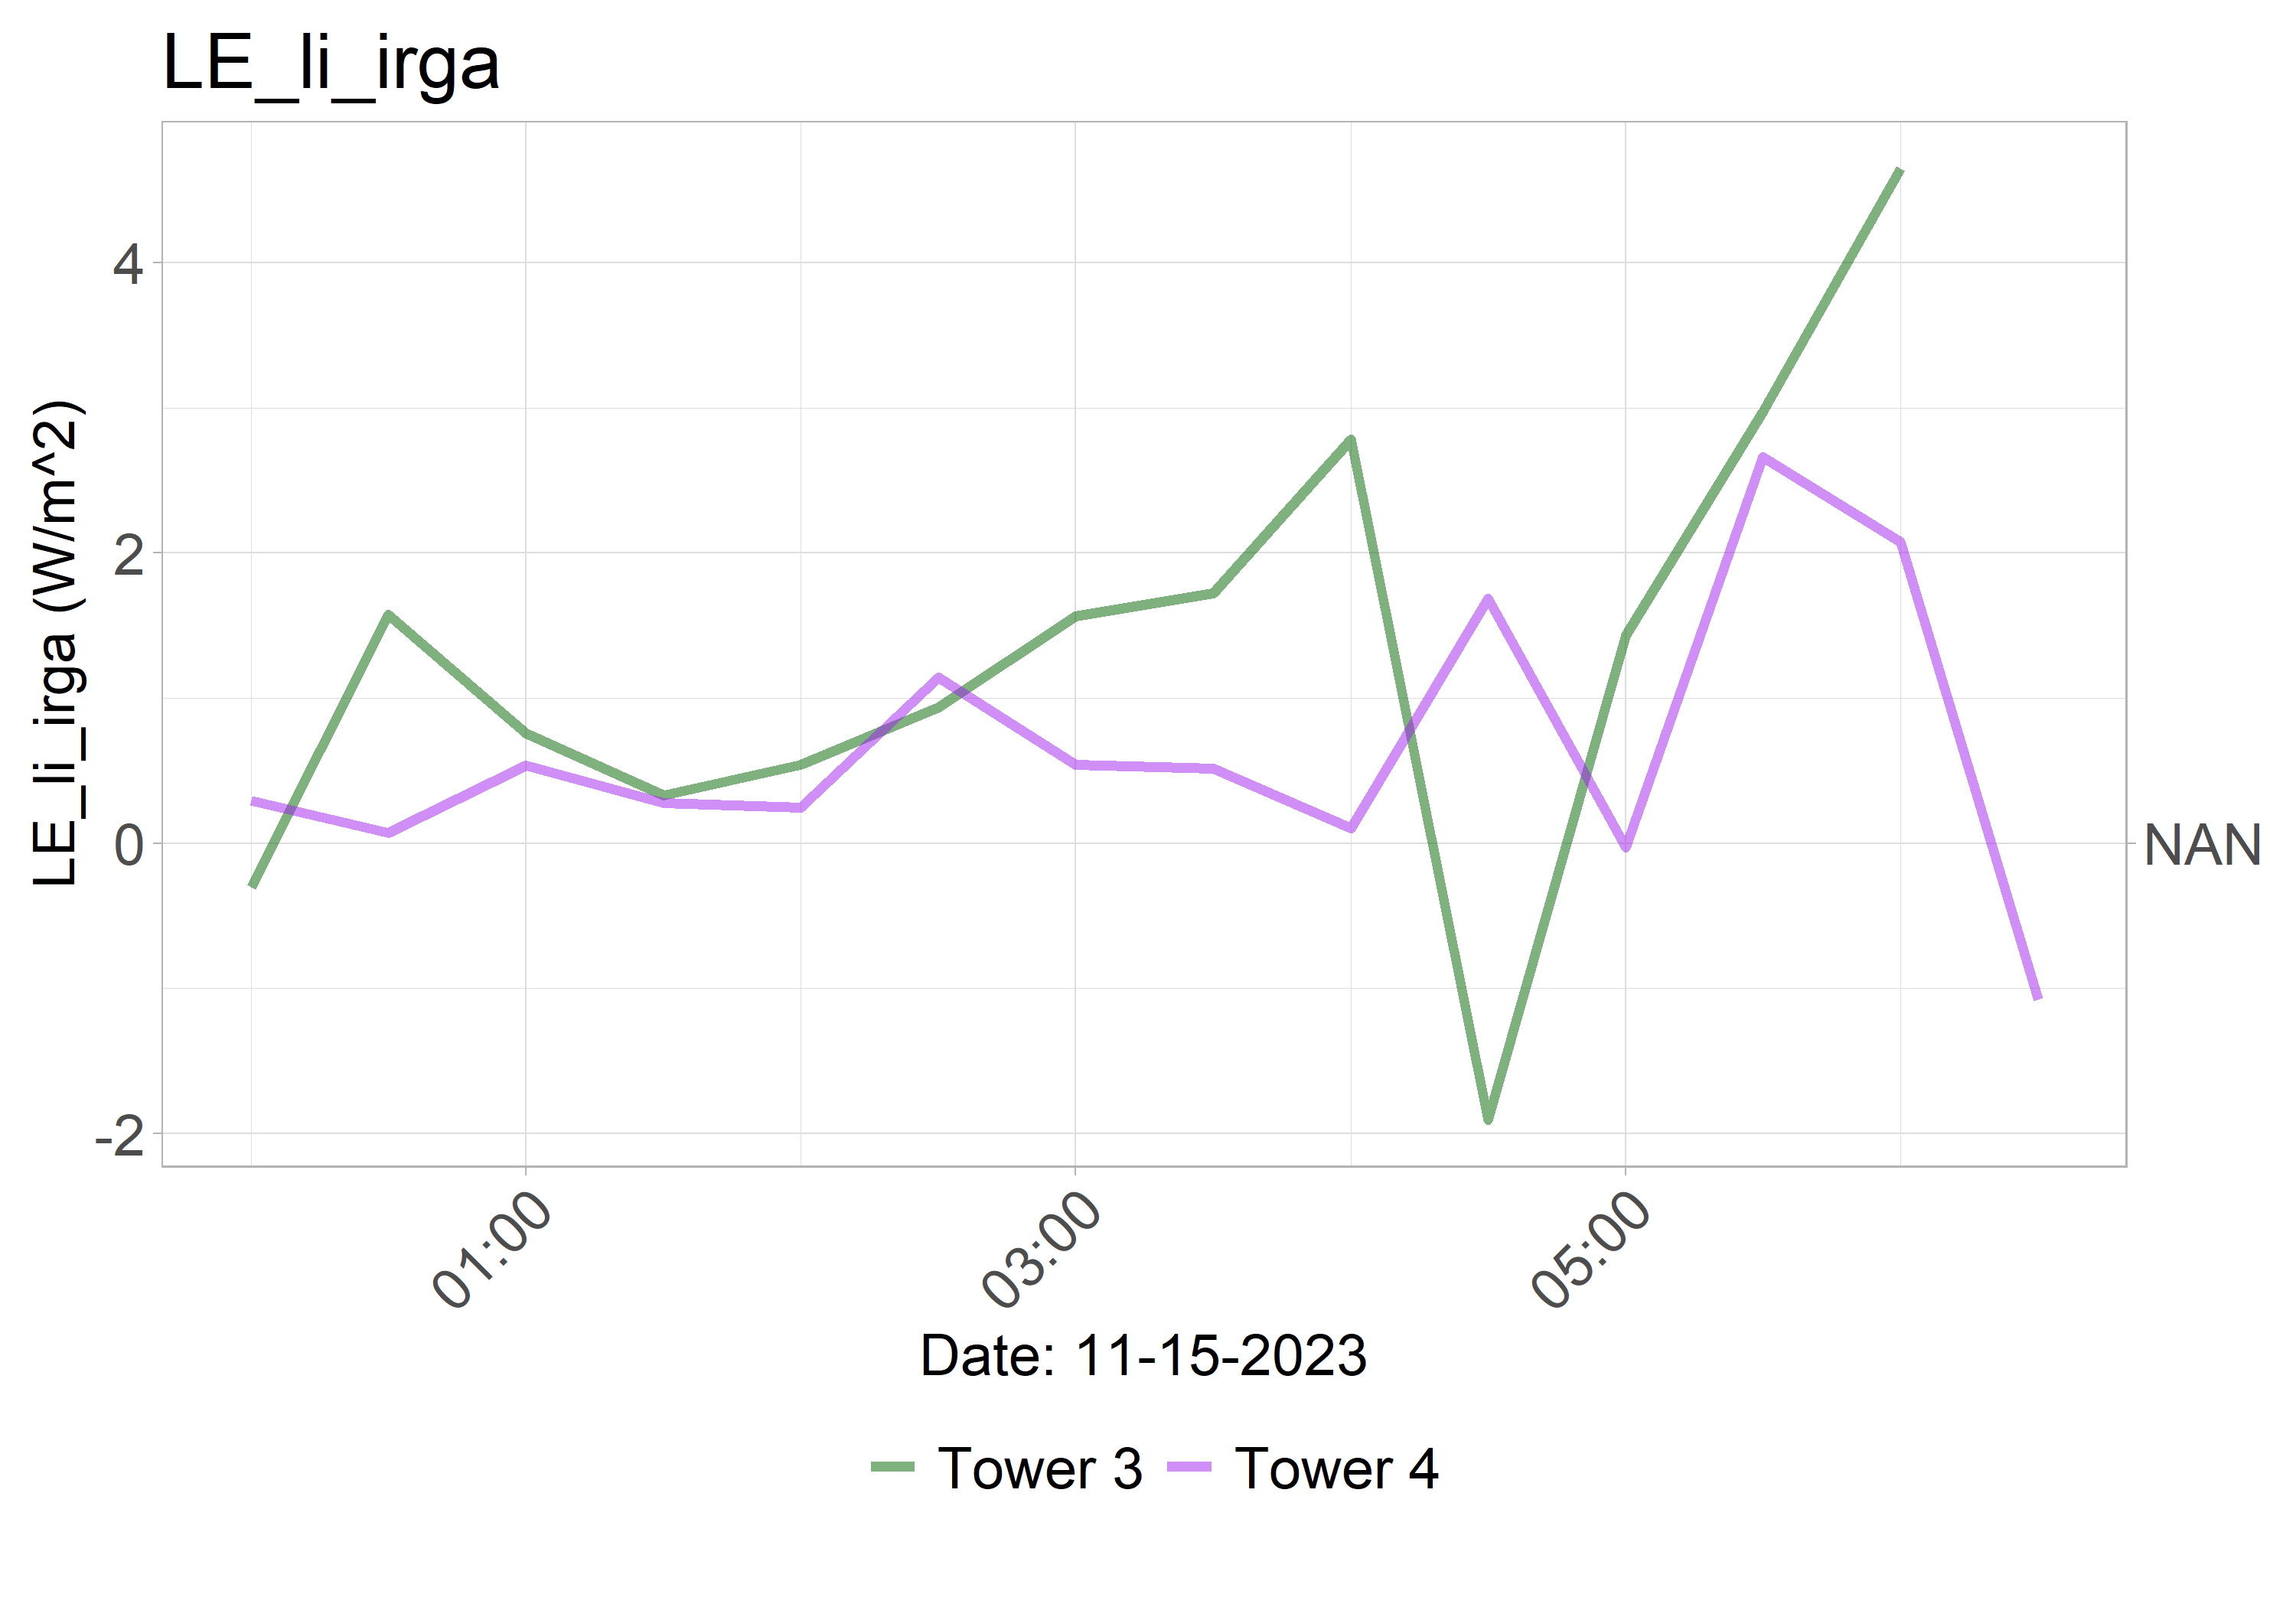 LE_li_irga
LE_li_irga (W/m^2)
4
2
0
-2
NAN
01:00
03:00
05:00
Date: 11-15-2023
Tower 3
Tower 4